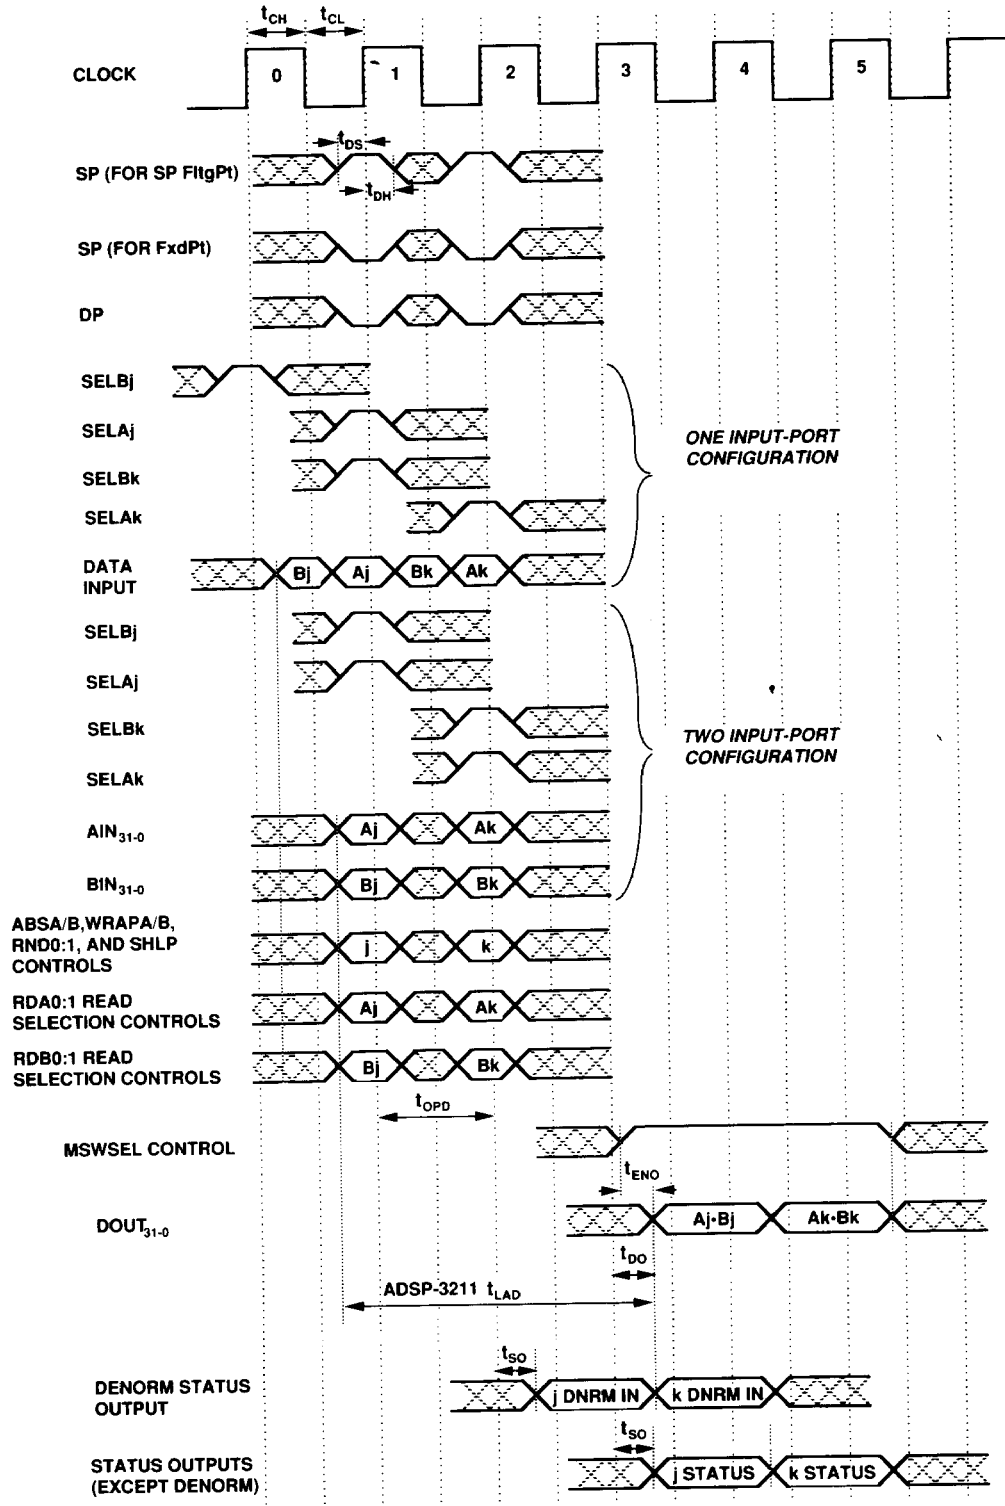 tCH tCL
CLOCK 0 1 2 3 4 5
tDS
SP (FOR SP FltgPt)
tDH
SP (FOR FxdPt)
DP
SELBj
SELAj
SELBk
SELAk
ONE INPUT-PORT
CONFIGURATION
DATA
INPUT
Bj Aj Bk Ak
SELBj
SELAj
SELBk
SELAk
TWO INPUT-PORT
CONFIGURATION
AIN31-0 Aj Ak
BIN31-0 Bj Bk
ABSA/B,WRAPA/B,
RND0:1, AND SHLP
CONTROLS
j k
RDA0:1 READ
SELECTION CONTROLS
Aj Ak
RDB0:1 READ
SELECTION CONTROLS
Bj Bk
tOPD
MSWSEL CONTROL
tENO
DOUT31-0 Aj•Bj Ak•Bk
tDO
ADSP-3211 tLAD
tSO
DENORM STATUS
OUTPUT
j DNRM IN k DNRM IN
tSO
STATUS OUTPUTS
(EXCEPT DENORM)
j STATUS k STATUS